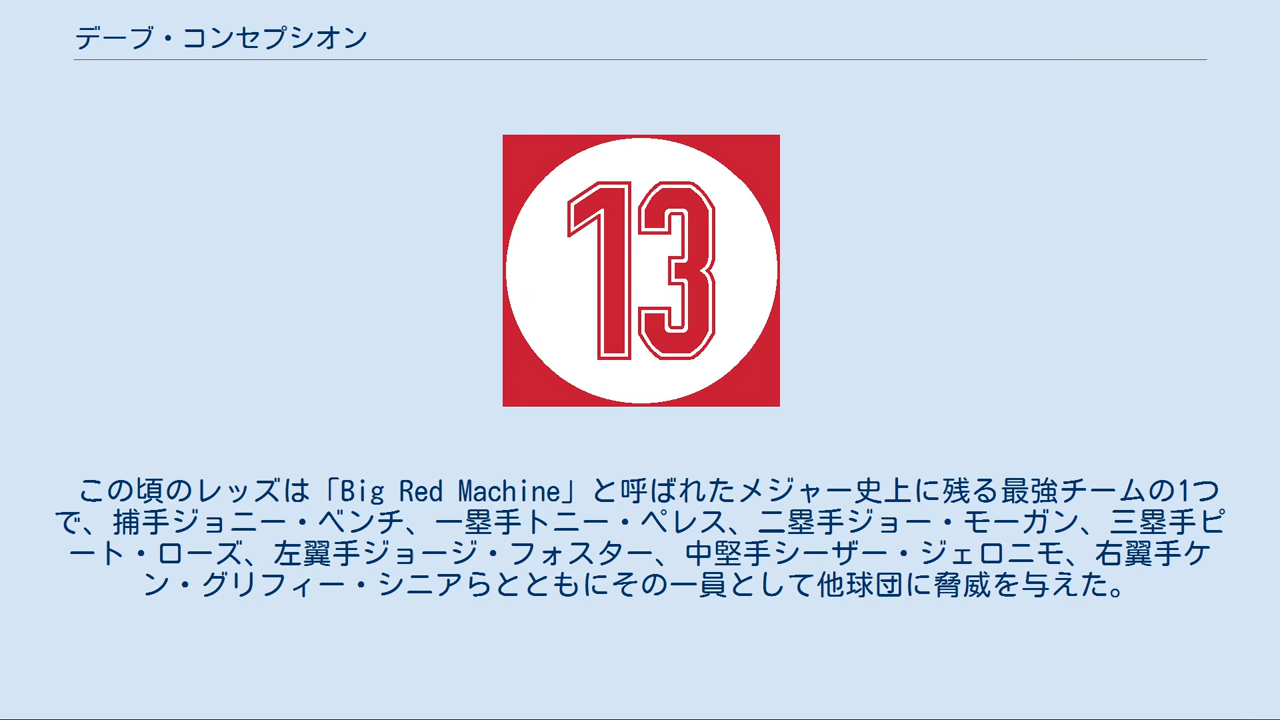 デーブ・コンセプシオン
13
この頃のレッズは「Big Red Machine」と呼ばれたメジャー史上に残る最強チームの1つ
で、捕手ジョニー・ベンチ、一塁手トニー・ペレス、二塁手ジョー・モーガン、三塁手ピ
ート・ローズ、左翼手ジョージ・フォスター、中堅手シーザー・ジェロニモ、右翼手ケ
ン・グリフィー・シニアらとともにその一員として他球団に脅威を与えた。